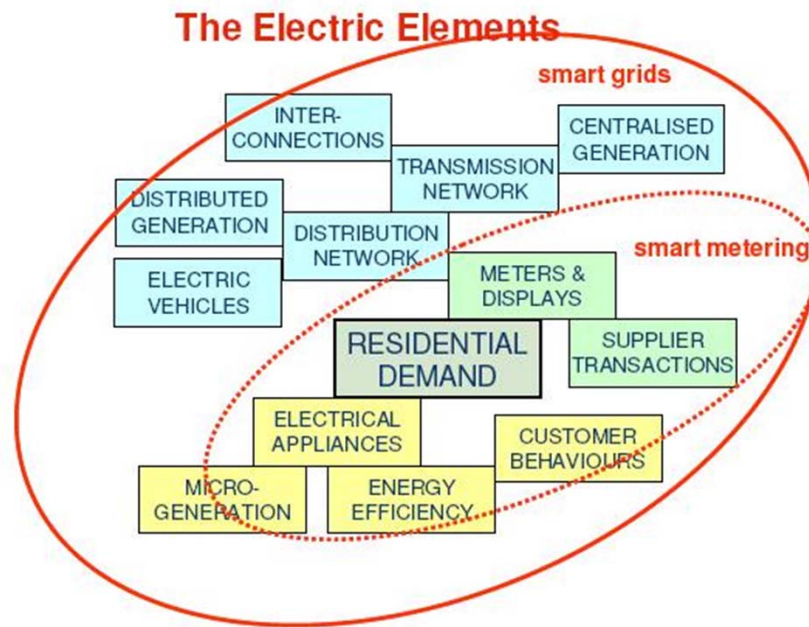 The Electric Elements
smart grids
INTER-
CONNECTIONS
CENTRALISED
GENERATION
TRANSMISSION
NETWORK
DISTRIBUTED
GENERATION
DISTRIBUTION
NETWORK
smart metering
ELECTRIC
VEHICLES
METERS &
DISPLAYS
RESIDENTIAL
DEMAND
SUPPLIER
TRANSACTIONS
ELECTRICAL
APPLIANCES
CUSTOMER
BEHAVIOURS
MICRO-
GENERATION
ENERGY
EFFICIENCY